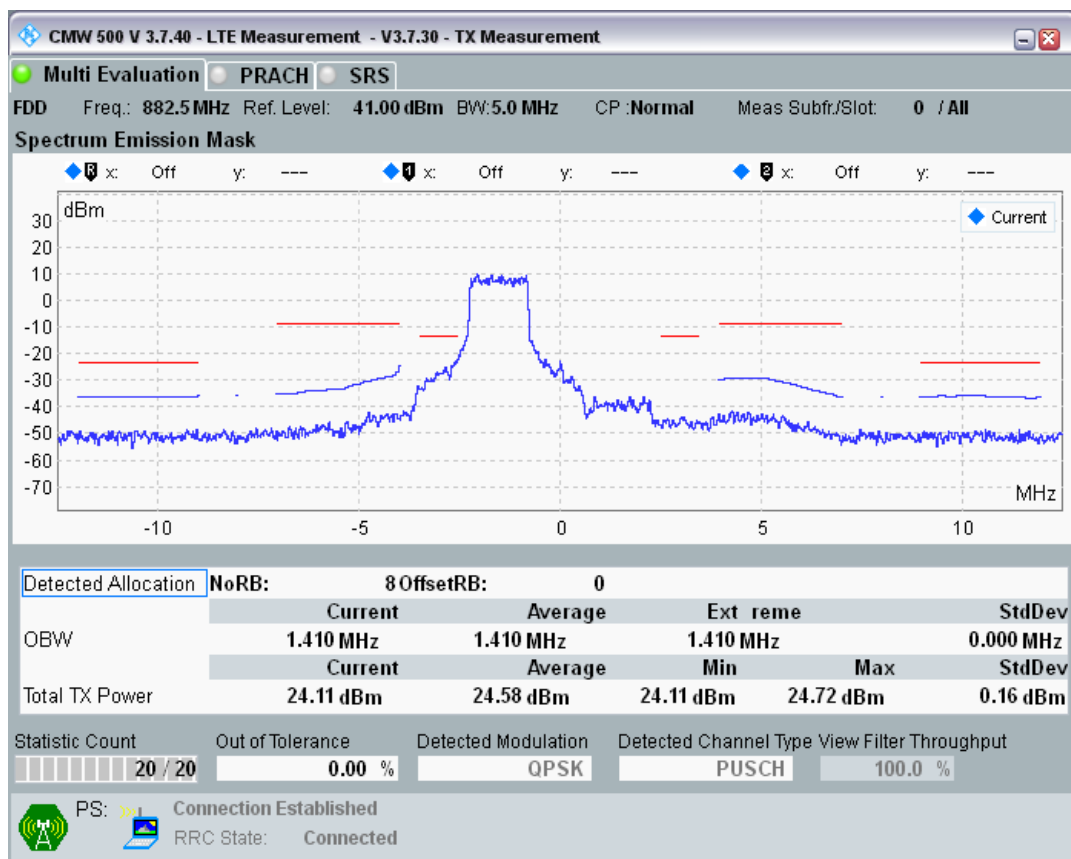 CMW 500 V 3.7.40 - LTE Measurement - V3.7.30 - TX Measurement
Multi Evaluation PRACH SRS
FDD Freq.: 882.5 MHz Ref. Level: 41.00 dBm BW:5.0 MHz CP :Normal Meas Subfr./Slot: 0 / All
Spectrum Emission Mask
R x: Off y: --- 1 x: Off y: --- 2 x: Off y: ---
dBm
Current
30
20
10
0
-10
-20
-30
-40
-50
-60
-70
MHz
-10 -5 0 5 10
Detected Allocation NoRB: 8 OffsetRB: 0
Current Average Ext reme StdDev
OBW 1.410 MHz 1.410 MHz 1.410 MHz 0.000 MHz
Current Average Min Max StdDev
Total TX Power 24.11 dBm 24.58 dBm 24.11 dBm 24.72 dBm 0.16 dBm
Statistic Count Out of Tolerance Detected Modulation Detected Channel Type View Filter Throughput
20 / 20 0.00 % QPSK PUSCH 100.0 %
PS: Connection Established
RRC State: Connected